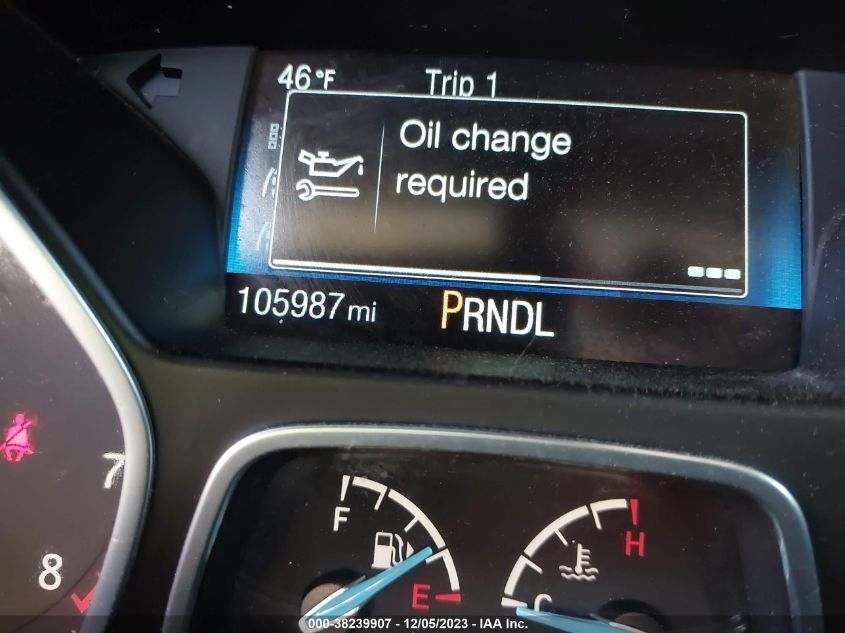 46°F Trip 1
Oil change
required
105987 mi PRNDL
7
8
F
E
H
C
000-38239907 - 12/05/2023 - IAA Inc.